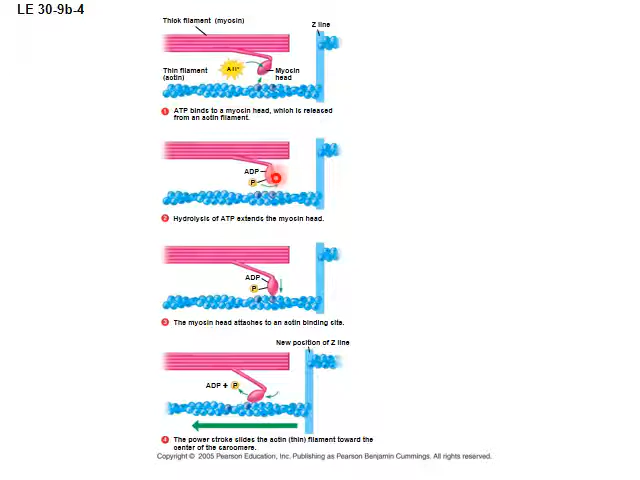 LE 30-9b-4
Thick filament (myosin)
Z line
Thin filament
(actin)
ATP
Myosin
head
1 ATP binds to a myosin head, which is released
from an actin filament.
ADP
P
2 Hydrolysis of ATP extends the myosin head.
ADP
P
3 The myosin head attaches to an actin binding site.
New position of Z line
ADP + P
4 The power stroke slides the actin (thin) filament toward the
center of the sarcomere.
Copyright © 2005 Pearson Education, Inc. Publishing as Pearson Benjamin Cummings. All rights reserved.